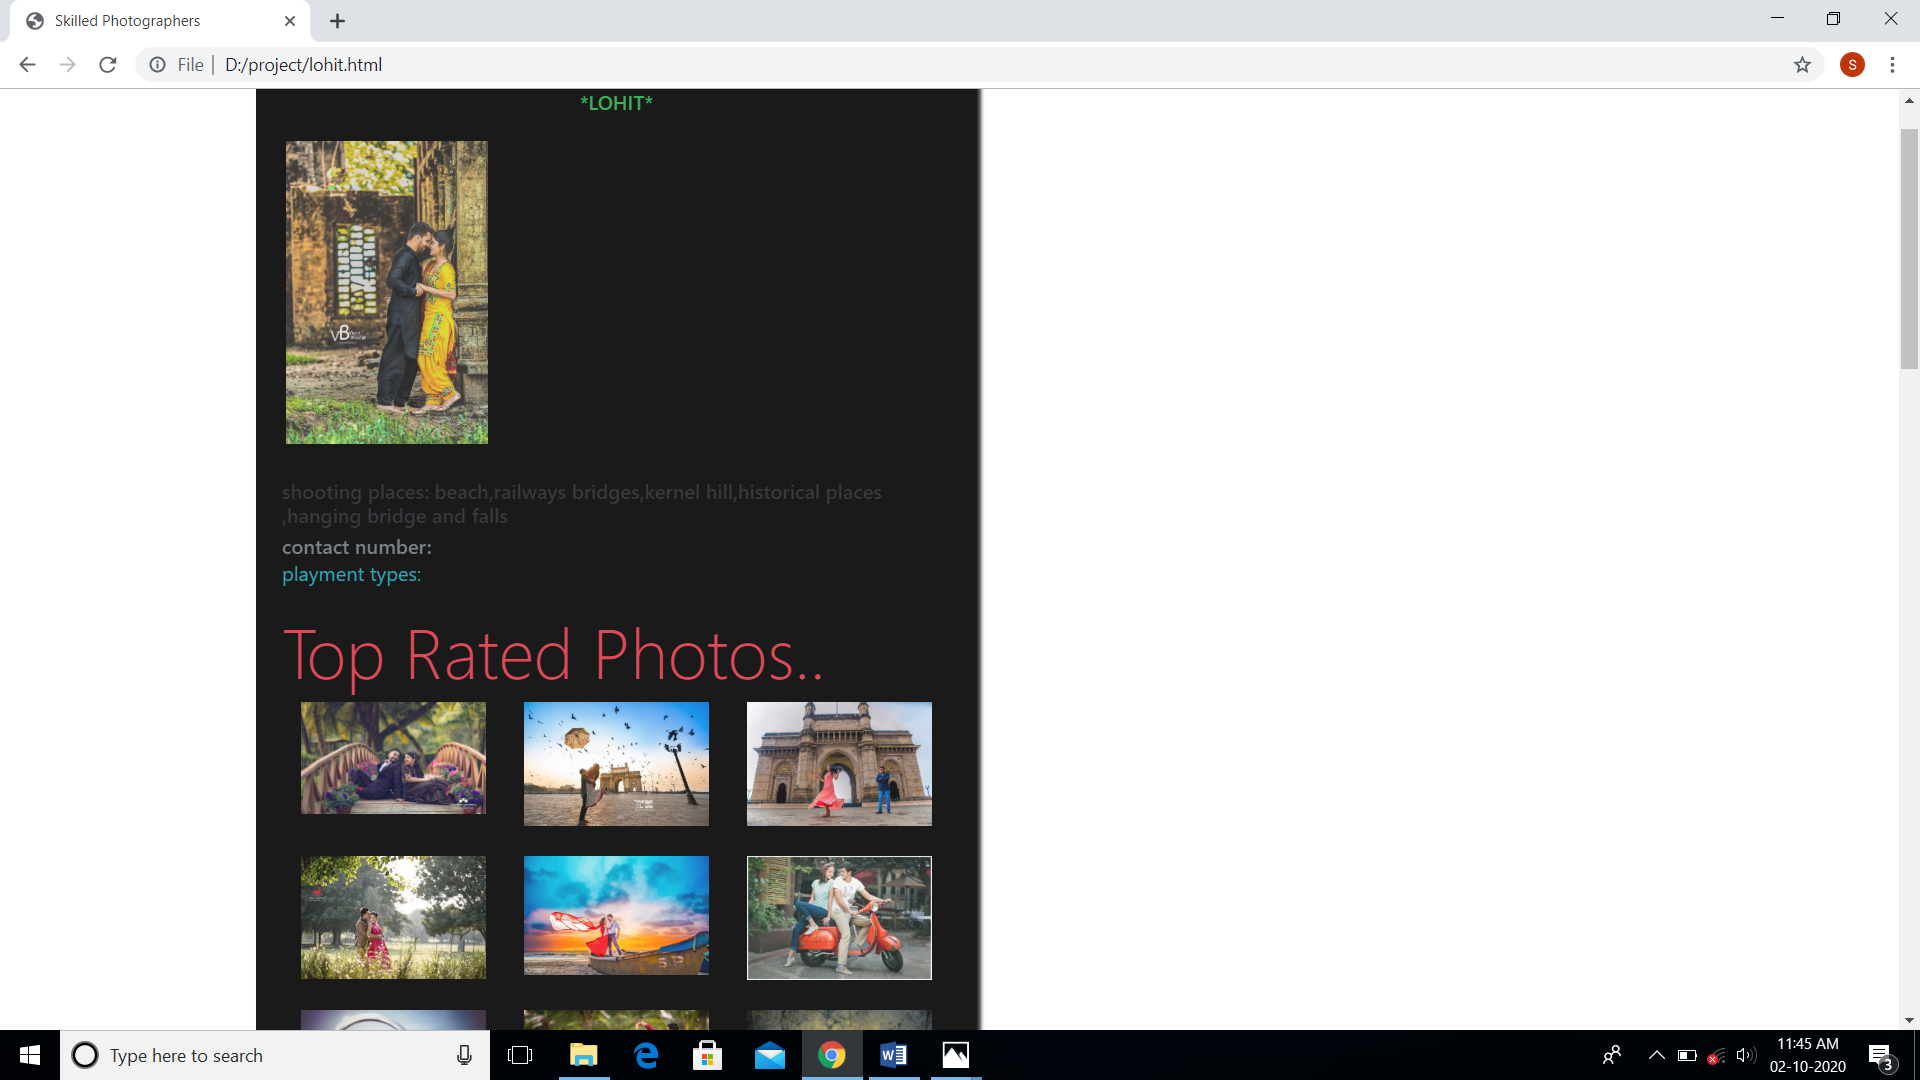 Skilled Photographers
File
D:/project/lohit.html
S
*LOHIT*
VB
shooting places: beach,railways bridges,kernel hill,historical places
,hanging bridge and falls
contact number:
playment types:
Top Rated Photos..
Type here to search
11:45 AM
02-10-2020
3